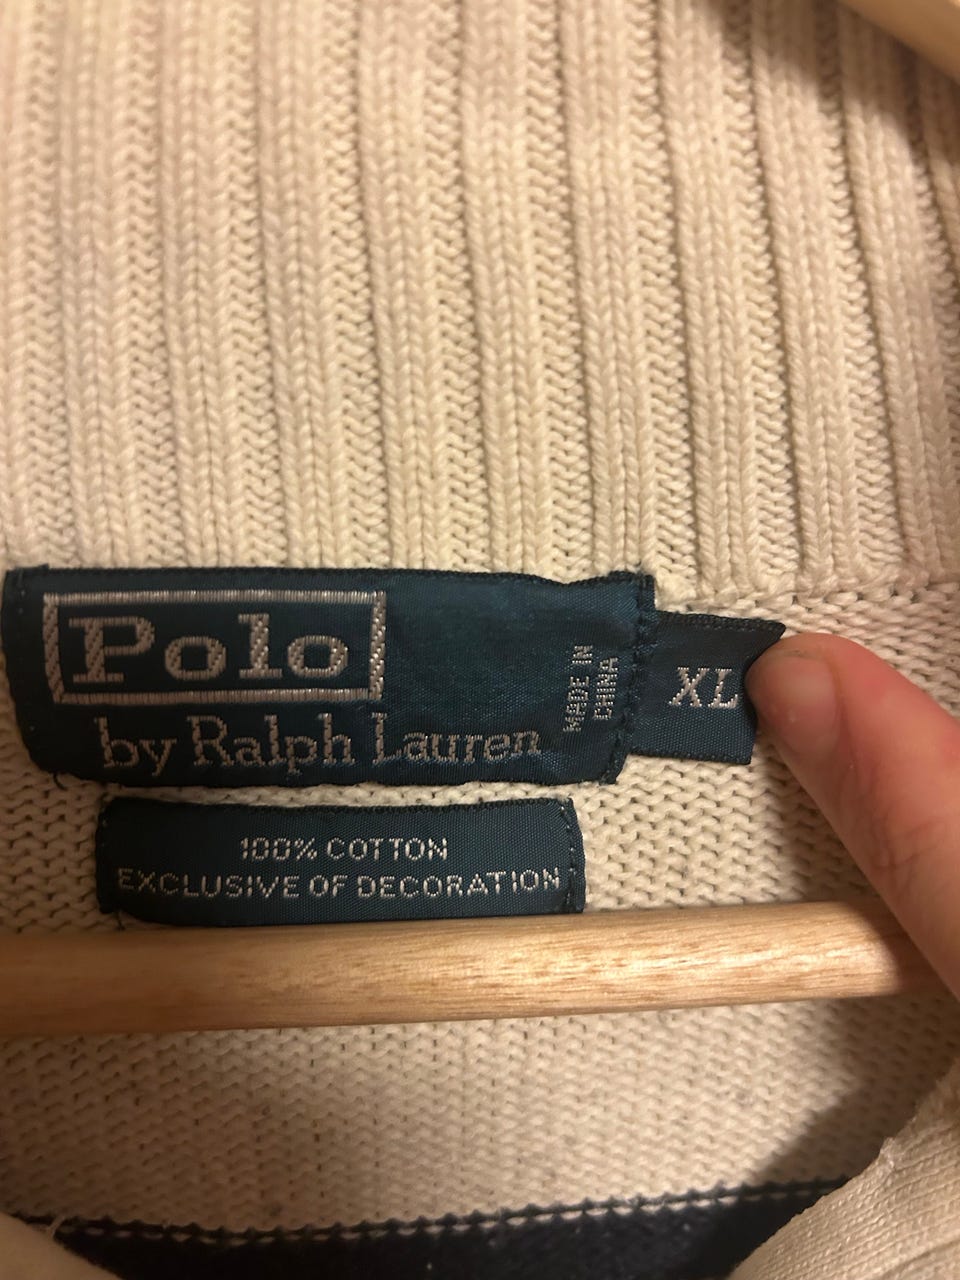 Polo
by Ralph Lauren
MADE IN
CHINA
XL
100% COTTON
EXCLUSIVE OF DECORATION